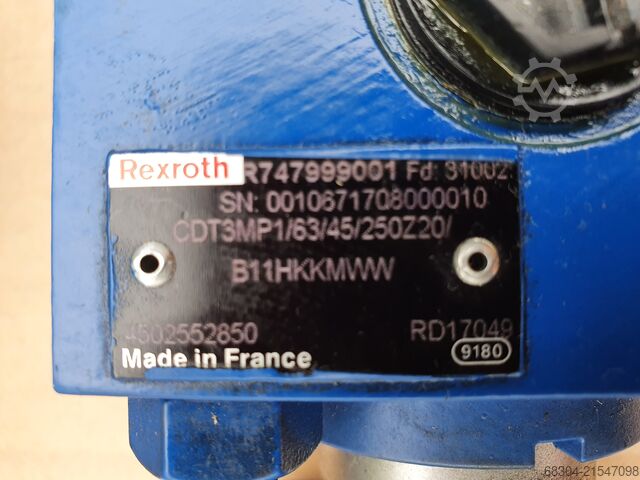 Rexroth R747999001 Fd: 31002
SN: 0010671708000010
CDT3MP1/63/45/250Z20/
B11HKKMWW
4502552850 RD17049
Made in France 9180
68304-21547098